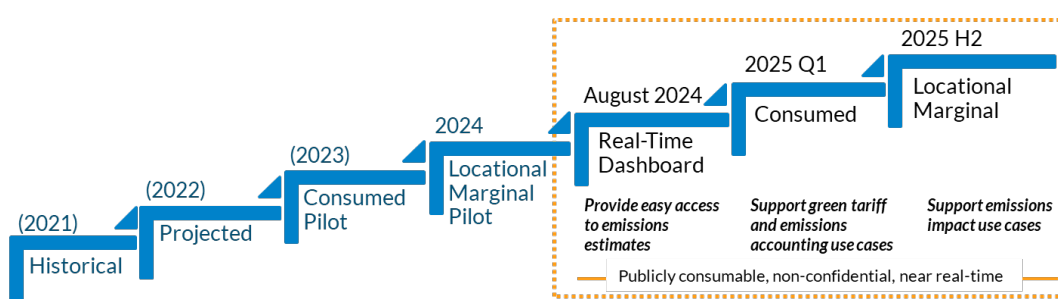 (2021)
Historical
(2022)
Projected
(2023)
Consumed
Pilot
2024
Locational
Marginal
Pilot
August 2024
Real-Time
Dashboard
Provide easy access
to emissions
estimates
2025 Q1
Consumed
Support green tariff
and emissions
accounting use cases
2025 H2
Locational
Marginal
Support emissions
impact use cases
Publicly consumable, non-confidential, near real-time